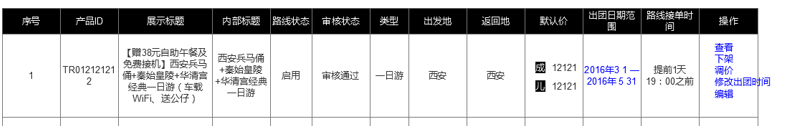 序号 产品ID 展示标题 内部标题 路线状态 审核状态 类型 出发地 返回地 默认价 出团日期范围 路线接单时间 操作
1
TR012121212
【赠38元自助午餐及
免费接机】西安兵马
俑+秦始皇陵+华清宫
经典一日游（车载
WiFi、送公仔）
西安兵马俑
+秦始皇陵
+华清宫经典
一日游
启用
审核通过
一日游
西安
西安
成 12121
儿 12121
2016年3 1 —
2016年 5 31
提前1天
19：00之前
查看
下架
调价
修改出团时间
编辑